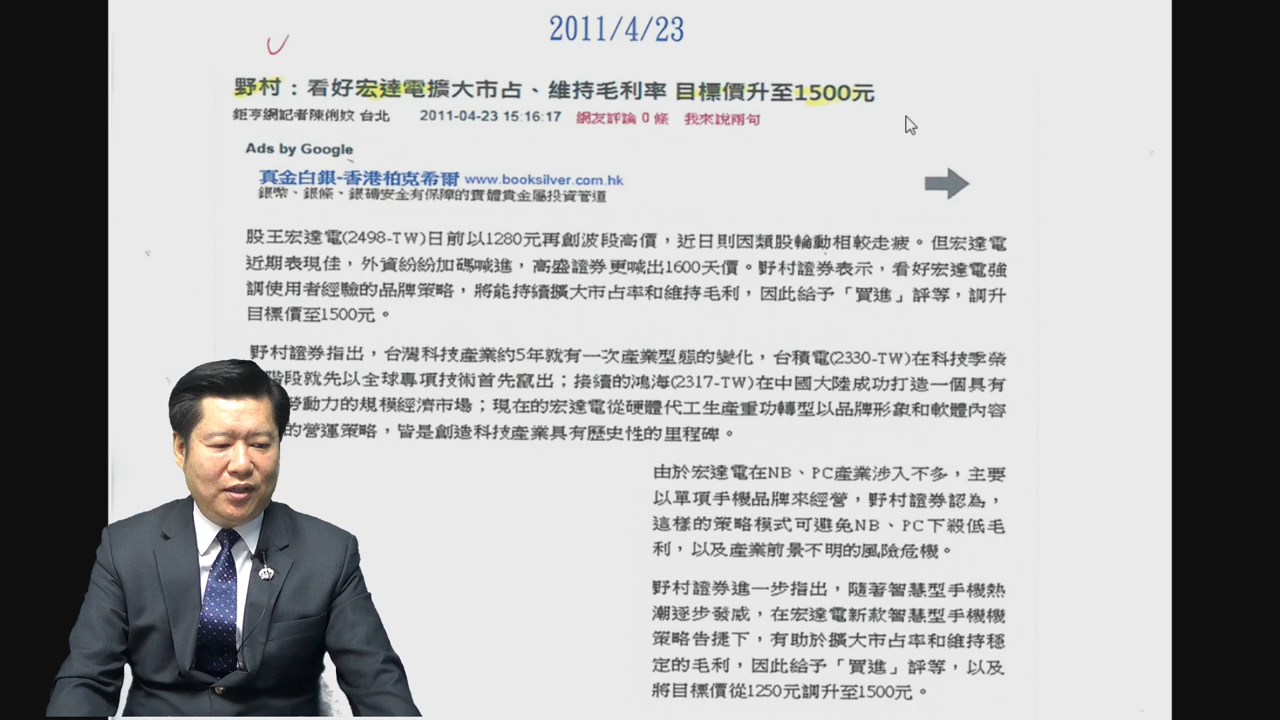 2011/4/23
野村：看好宏達電擴大市占、維持毛利率 目標價升至1500元
鉅亨網記者陳俐妏 台北 2011-04-23 15:16:17 網友評論 0 條 我來說兩句
Ads by Google
真金白銀-香港柏克希爾 www.booksilver.com.hk
銀幣、銀條、銀磚安全有保障的實體貴金屬投資管道
股王宏達電(2498-TW)日前以1280元再創波段高價，近日則因類股輪動相較走疲。但宏達電
近期表現佳，外資紛紛加碼喊進，高盛證券更喊出1600天價。野村證券表示，看好宏達電強
調使用者經驗的品牌策略，將能持續擴大市占率和維持毛利，因此給予「買進」評等，調升
目標價至1500元。
野村證券指出，台灣科技產業約5年就有一次產業型態的變化，台積電(2330-TW)在科技季榮
階段就先以全球專項技術首先竄出；接續的鴻海(2317-TW)在中國大陸成功打造一個具有
勞動力的規模經濟市場；現在的宏達電從硬體代工生產重功轉型以品牌形象和軟體內容
的營運策略，皆是創造科技產業具有歷史性的里程碑。
由於宏達電在NB、PC產業涉入不多，主要
以單項手機品牌來經營，野村證券認為，
這樣的策略模式可避免NB、PC下殺低毛
利，以及產業前景不明的風險危機。
野村證券進一步指出，隨著智慧型手機熱
潮逐步發威，在宏達電新款智慧型手機機
策略告捷下，有助於擴大市占率和維持穩
定的毛利，因此給予「買進」評等，以及
將目標價從1250元調升至1500元。